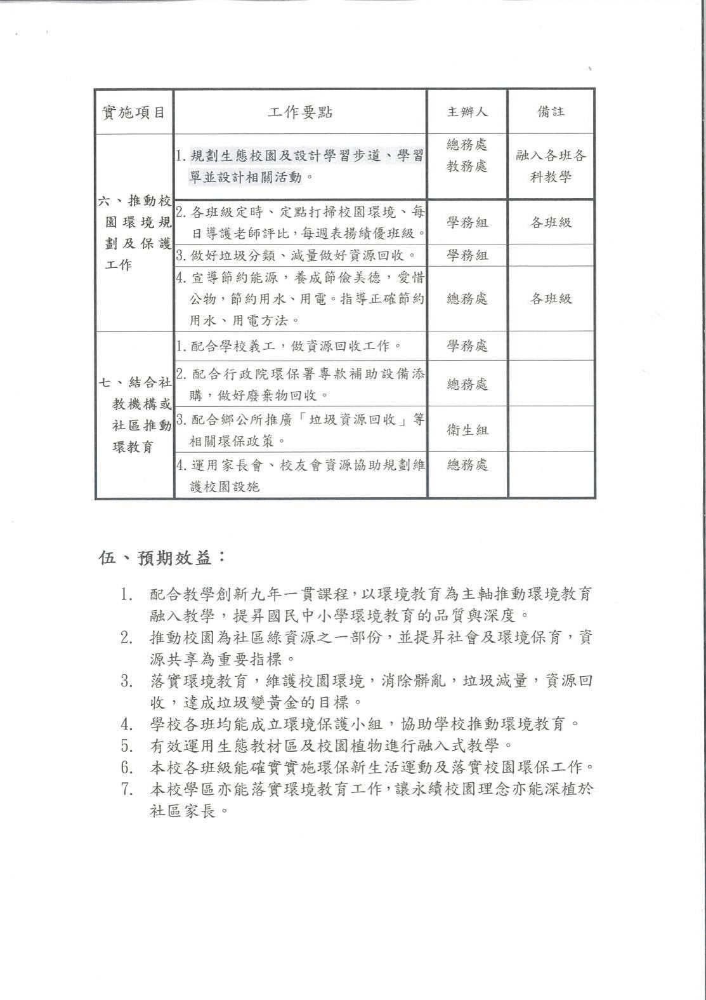 實施項目 工作要點 主辦人 備註
六、推動校
園環境規
劃及保護
工作
1. 規劃生態校園及設計學習步道、學習
單並設計相關活動。
總務處
教務處
融入各班各
科教學
2. 各班級定時、定點打掃校園環境、每
日導護老師評比，每週表揚績優班級。
學務組
各班級
3. 做好垃圾分類、減量做好資源回收。
學務組
4. 宣導節約能源，養成節儉美德，愛惜
公物，節約用水、用電。指導正確節約
用水、用電方法。
總務處
各班級
七、結合社
教機構或
社區推動
環教育
1. 配合學校義工，做資源回收工作。
學務處
2. 配合行政院環保署專款補助設備添
購，做好廢棄物回收。
總務處
3. 配合鄉公所推廣「垃圾資源回收」等
相關環保政策。
衛生組
4. 運用家長會、校友會資源協助規劃維
護校園設施
總務處
伍、預期效益：
1. 配合教學創新九年一貫課程，以環境教育為主軸推動環境教育
融入教學，提昇國民中小學環境教育的品質與深度。
2. 推動校園為社區綠資源之一部份，並提昇社會及環境保育，資
源共享為重要指標。
3. 落實環境教育，維護校園環境，消除髒亂，垃圾減量，資源回
收，達成垃圾變黃金的目標。
4. 學校各班均能成立環境保護小組，協助學校推動環境教育。
5. 有效運用生態教材區及校園植物進行融入式教學。
6. 本校各班級能確實實施環保新生活運動及落實校園環保工作。
7. 本校學區亦能落實環境教育工作，讓永續校園理念亦能深植於
社區家長。